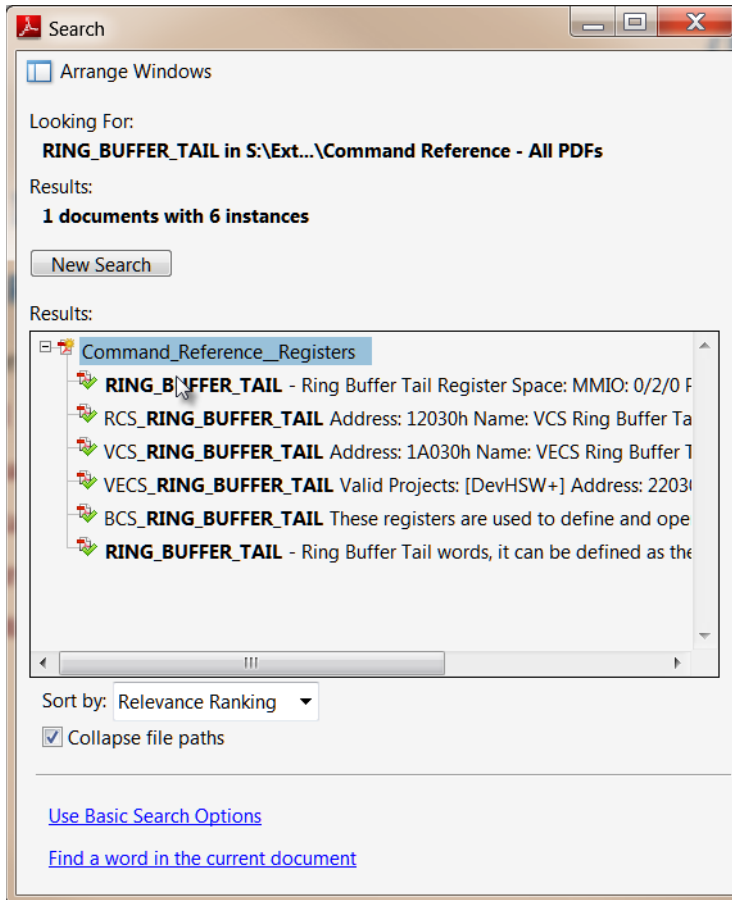 Search
Arrange Windows
Looking For:
RING_BUFFER_TAIL in S:\Ext...\Command Reference - All PDFs
Results:
1 documents with 6 instances
New Search
Results:
Command_Reference__Registers
RING_BUFFER_TAIL - Ring Buffer Tail Register Space: MMIO: 0/2/0
RCS_RING_BUFFER_TAIL Address: 12030h Name: VCS Ring Buffer Ta
VCS_RING_BUFFER_TAIL Address: 1A030h Name: VECS Ring Buffer
VECS_RING_BUFFER_TAIL Valid Projects: [DevHSW+] Address: 2203
BCS_RING_BUFFER_TAIL These registers are used to define and ope
RING_BUFFER_TAIL - Ring Buffer Tail words, it can be defined as the
Sort by: Relevance Ranking
Collapse file paths
Use Basic Search Options
Find a word in the current document